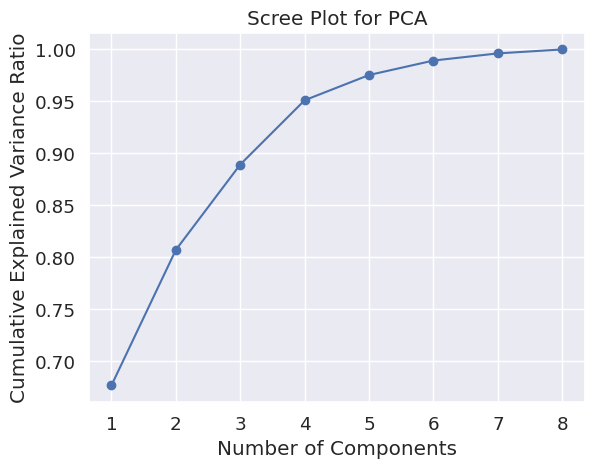 Scree Plot for PCA
Cumulative Explained Variance Ratio
1.00
0.95
0.90
0.85
0.80
0.75
0.70
1 2 3 4 5 6 7 8
Number of Components